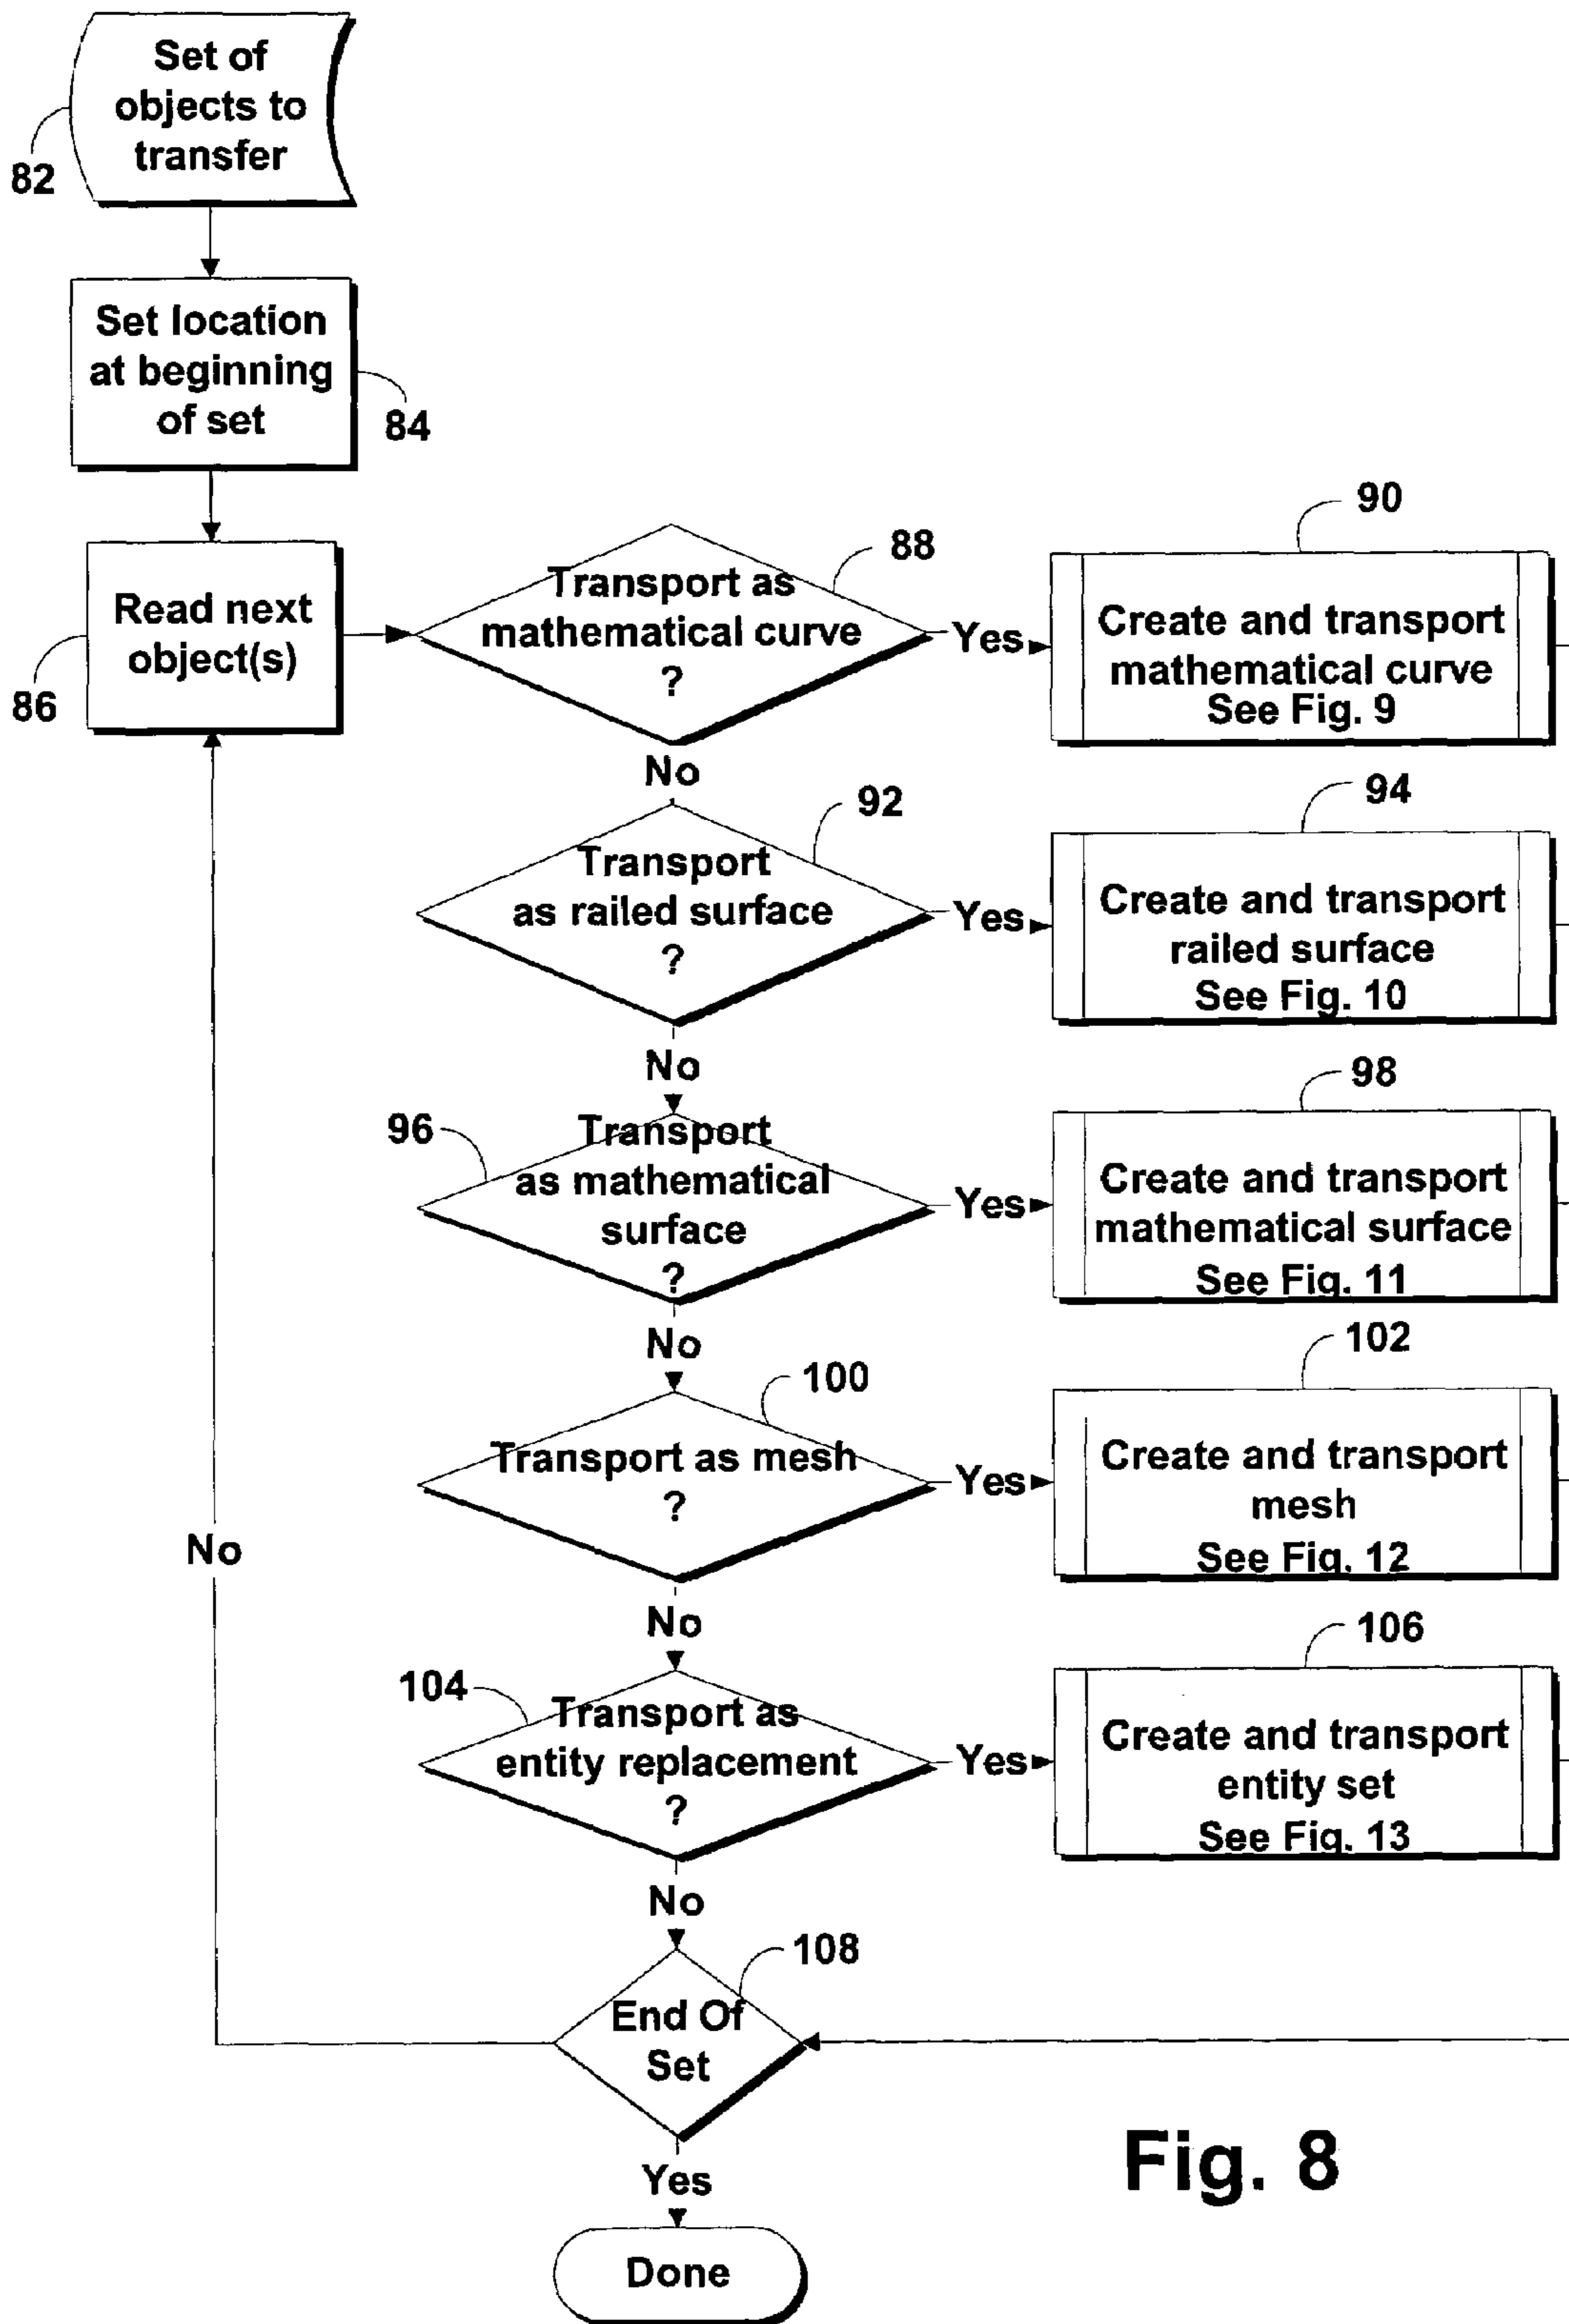 Set of
objects to
transfer
82
Set location
at beginning
of set
84
Read next
object(s)
86
Transport as
mathematical curve
?
88
Yes
90
Create and transport
mathematical curve
See Fig. 9
No
92
Transport
as railed surface
?
Yes
94
Create and transport
railed surface
See Fig. 10
No
96
Transport
as mathematical
surface
?
Yes
98
Create and transport
mathematical surface
See Fig. 11
No
100
Transport as mesh
?
Yes
102
Create and transport
mesh
See Fig. 12
No
104
Transport as
entity replacement
?
Yes
106
Create and transport
entity set
See Fig. 13
No
108
End Of
Set
No
Yes
Done
Fig. 8